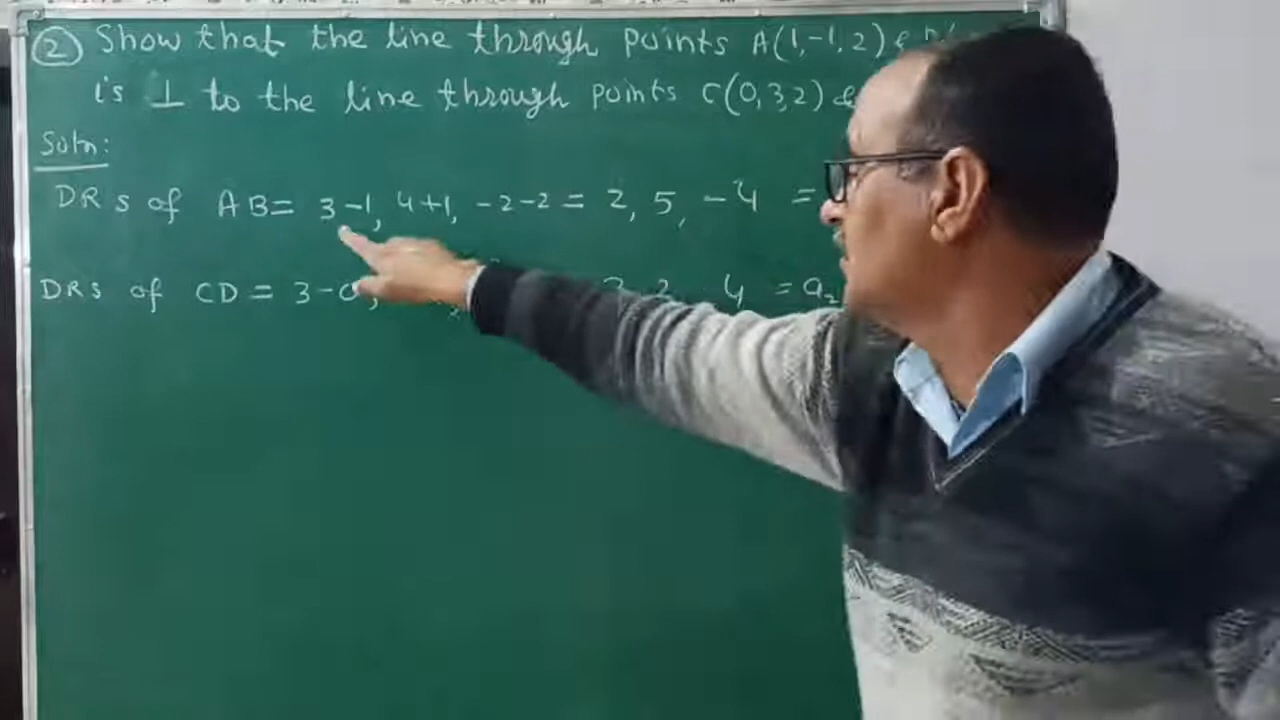 ② Show that the line through points A(1,-1,2) &
is ⊥ to the line through points C(0,3,2) &
Soln:
DRs of AB = 3-1, 4+1, -2-2 = 2, 5, -4 =
DRs of CD = 3-0, 4 = a₂